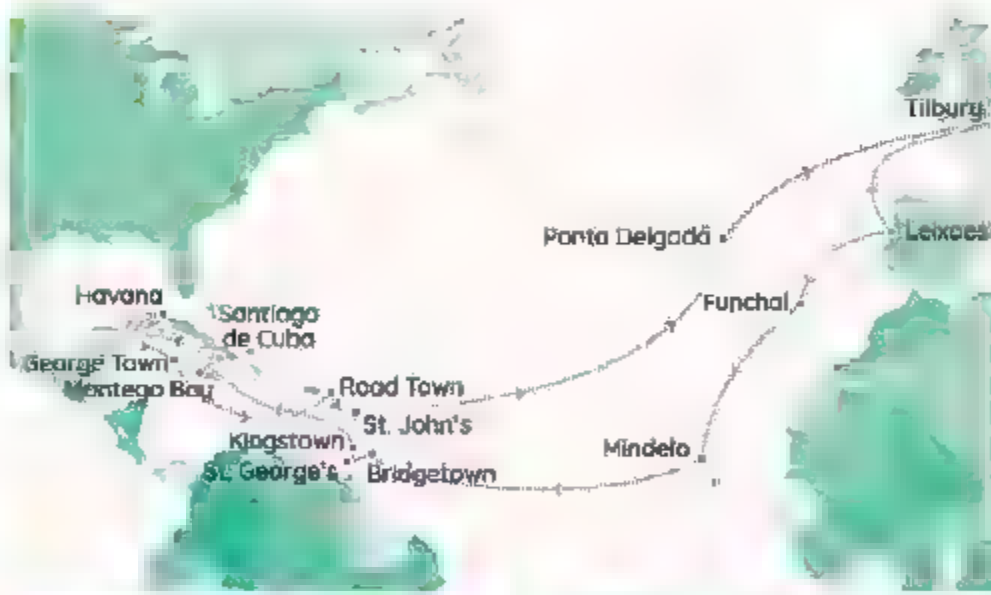 Tilbury
Leixoes
Ponta Delgada
Havana
Santiago
de Cuba
Funchal
George Town
Montego Bay
Road Town
St. John's
Kingstown
Mindelo
St. George's
Bridgetown